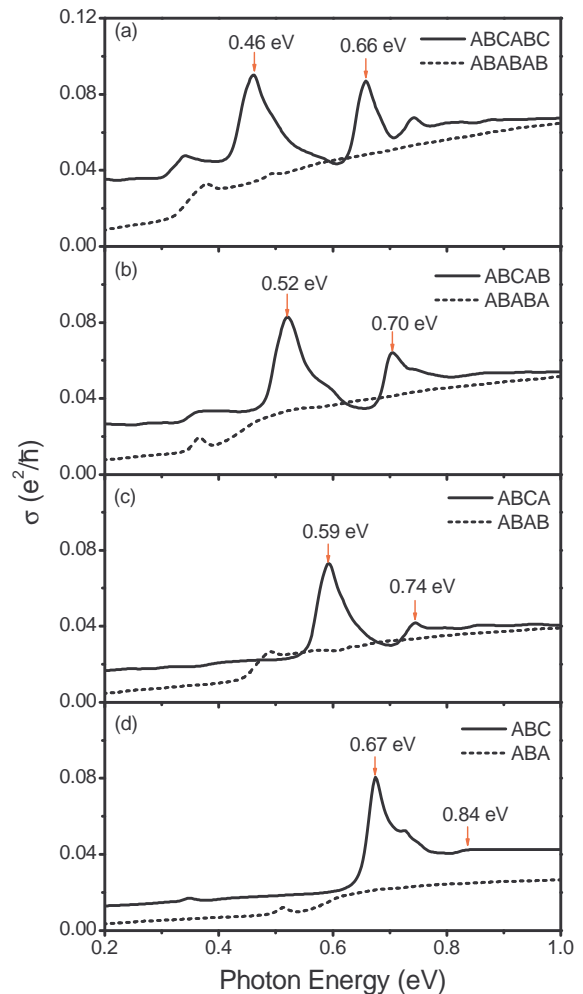 0.12
(a)
0.46 eV
0.66 eV
ABCABC
ABABAB
0.08
0.04
0.00
(b)
0.52 eV
0.70 eV
ABCAB
ABABA
0.08
0.04
0.00
(c)
0.59 eV
0.74 eV
ABCA
ABAB
0.08
0.04
0.00
(d)
0.67 eV
0.84 eV
ABC
ABA
0.08
0.04
0.00
σ (e²/ħ)
0.2 0.4 0.6 0.8 1.0
Photon Energy (eV)